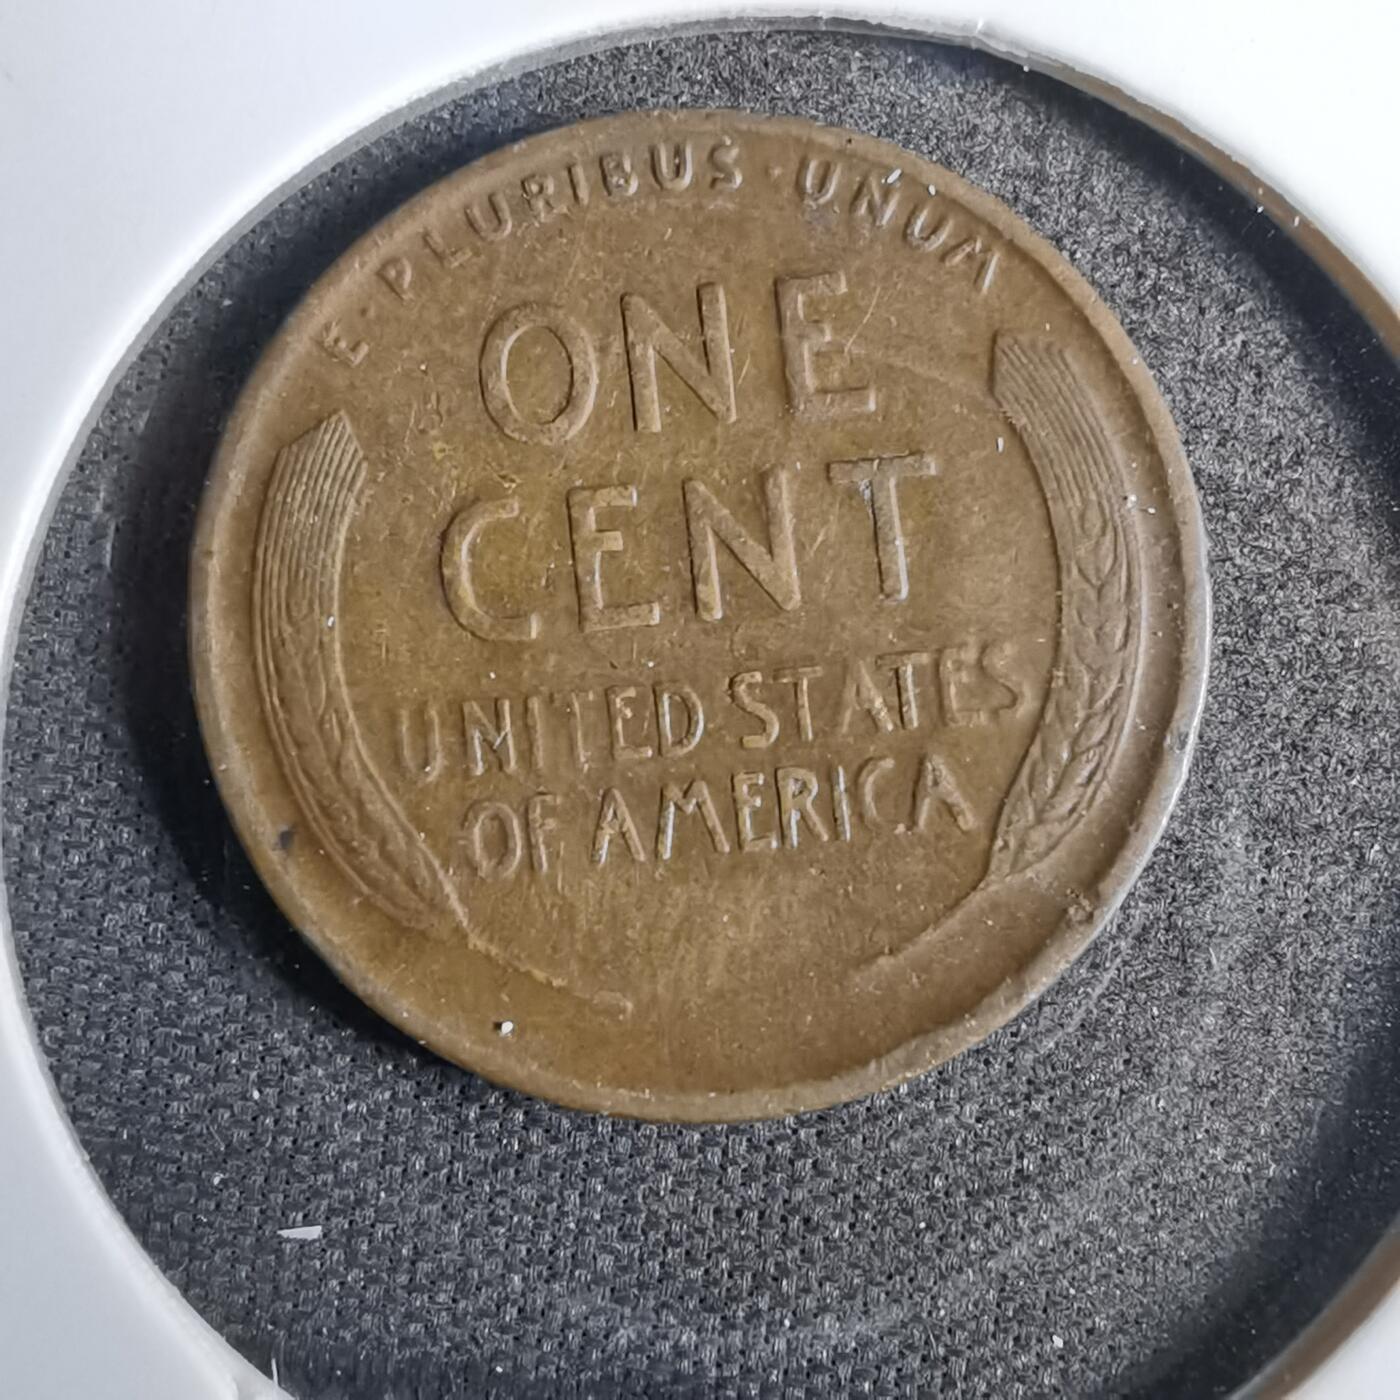 E·PLURIBUS·UNUM
ONE
CENT
UNITED STATES
OF AMERICA